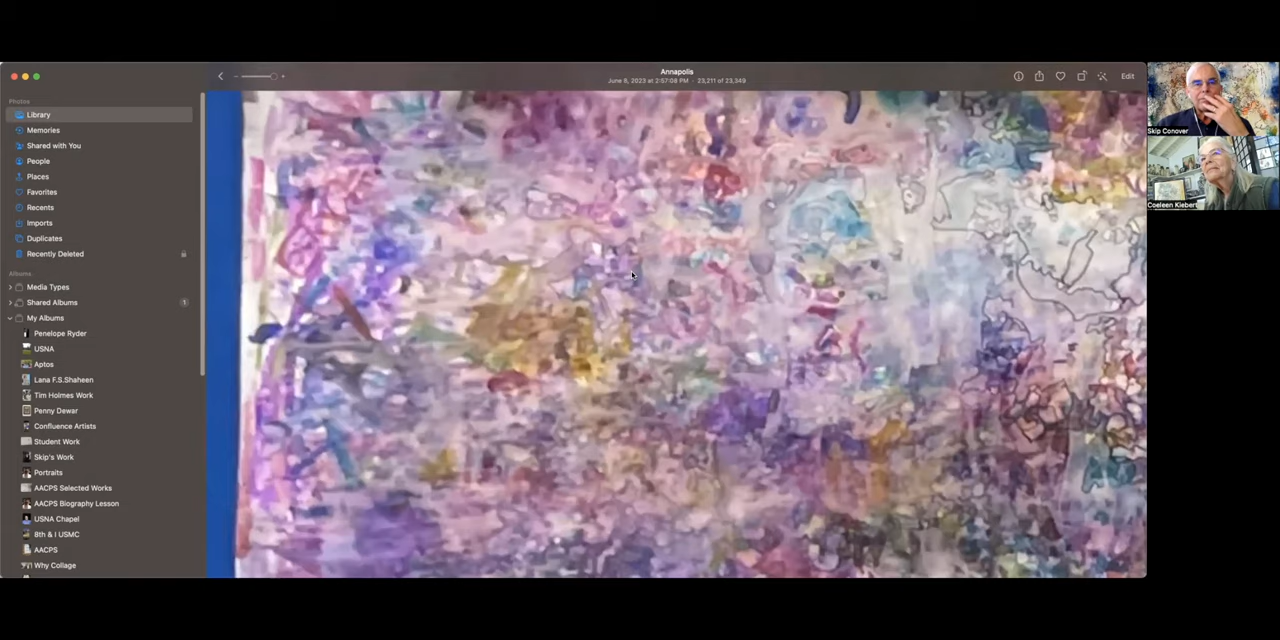 Annapolis
June 8, 2023 at 2:57:08 PM - 23,211 of 23,349
Edit
Photos
Library
Memories
Shared with You
People
Places
Favorites
Recents
Imports
Duplicates
Recently Deleted
Albums
Media Types
Shared Albums 1
My Albums
Penelope Ryder
USNA
Aptos
Lana F.S.Shaheen
Tim Holmes Work
Penny Dewar
Confluence Artists
Student Work
Skip's Work
Portraits
AACPS Selected Works
AACPS Biography Lesson
USNA Chapel
8th & I USMC
AACPS
Why Collage
Skip Conover
Coeleen Kiebert